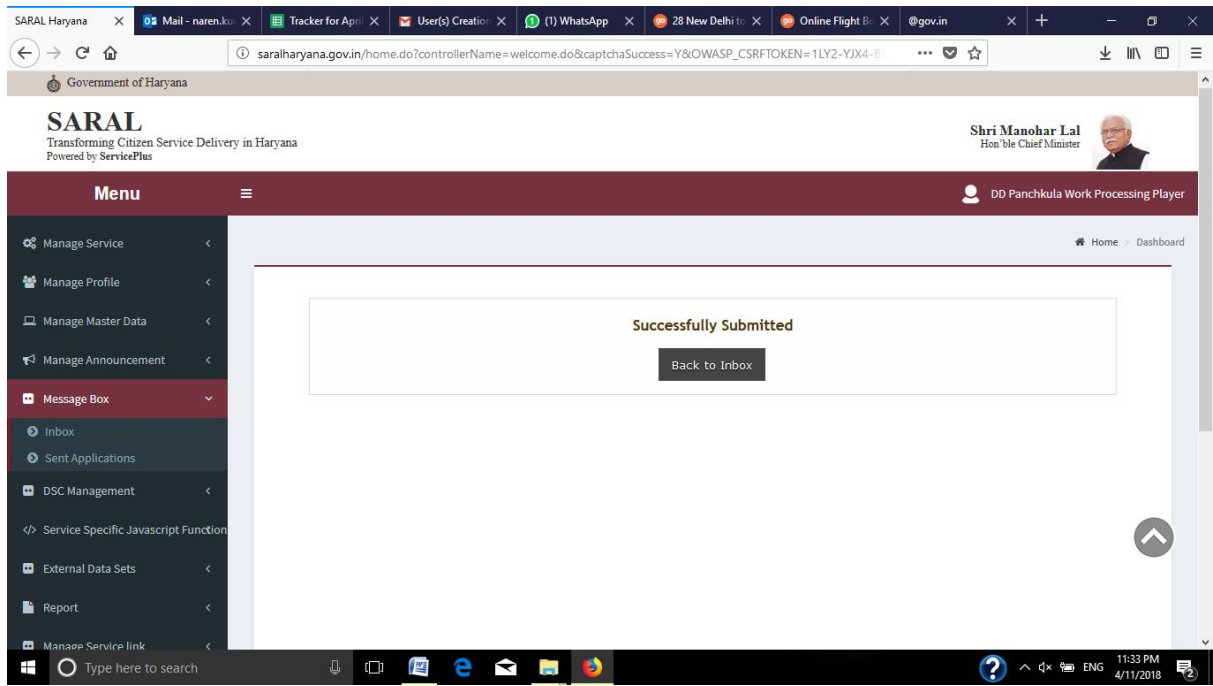 SARAL Haryana
Mail - naren.ku
Tracker for April
User(s) Creation
(1) WhatsApp
28 New Delhi to
Online Flight Bo
@gov.in
saralharyana.gov.in/home.do?controllerName=welcome.do&captchaSuccess=Y&OWASP_CSRFTOKEN=1LY2-YJX4-
Government of Haryana
SARAL
Transforming Citizen Service Delivery in Haryana
Powered by ServicePlus
Shri Manohar Lal
Hon'ble Chief Minister
Menu
DD Panchkula Work Processing Player
Manage Service
Home > Dashboard
Manage Profile
Manage Master Data
Successfully Submitted
Manage Announcement
Back to Inbox
Message Box
Inbox
Sent Applications
DSC Management
</> Service Specific Javascript Function
External Data Sets
Report
Manage Service link
Type here to search
ENG
11:33 PM
4/11/2018
2